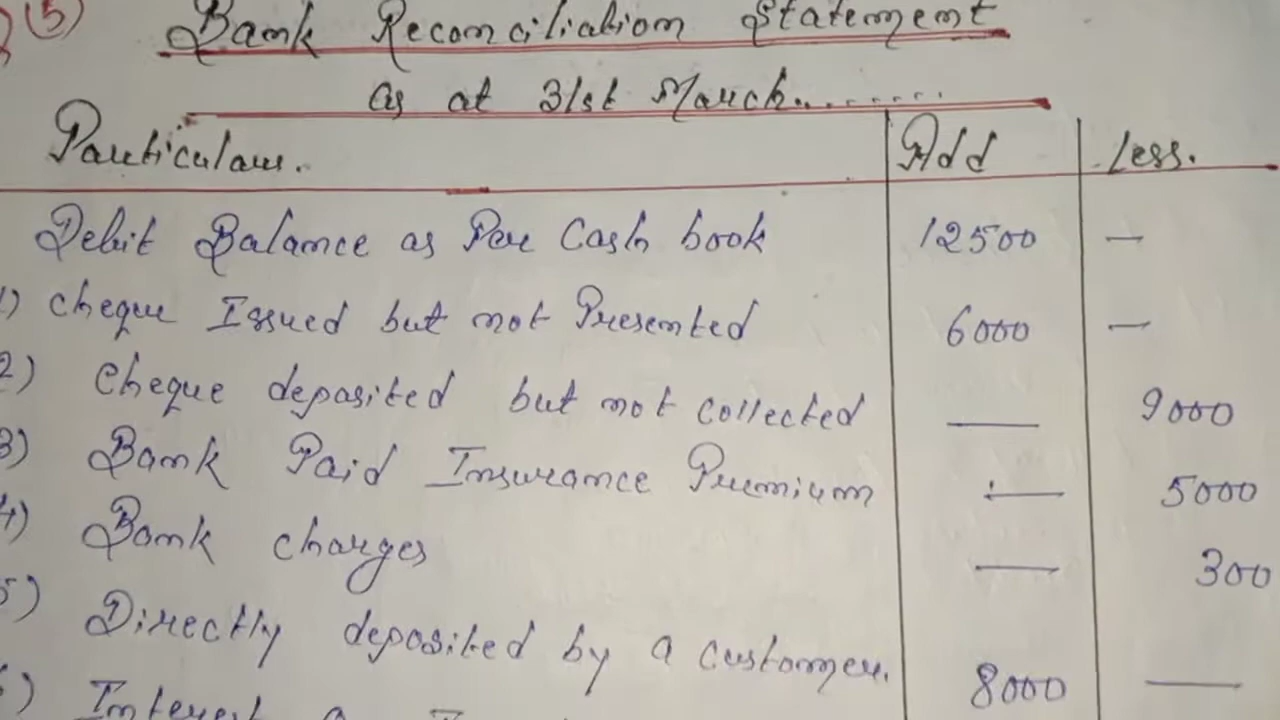 (5)
Bank Reconciliation Statement
as at 31st March..........
Particulars. Add Less.
Debit Balance as Per Cash book 12500 —
1) cheque Issued but not Presented 6000 —
2) cheque deposited but not collected — 9000
3) Bank Paid Insurance Premium — 5000
4) Bank charges — 300
5) Directly deposited by a customer. 8000 —
Interest